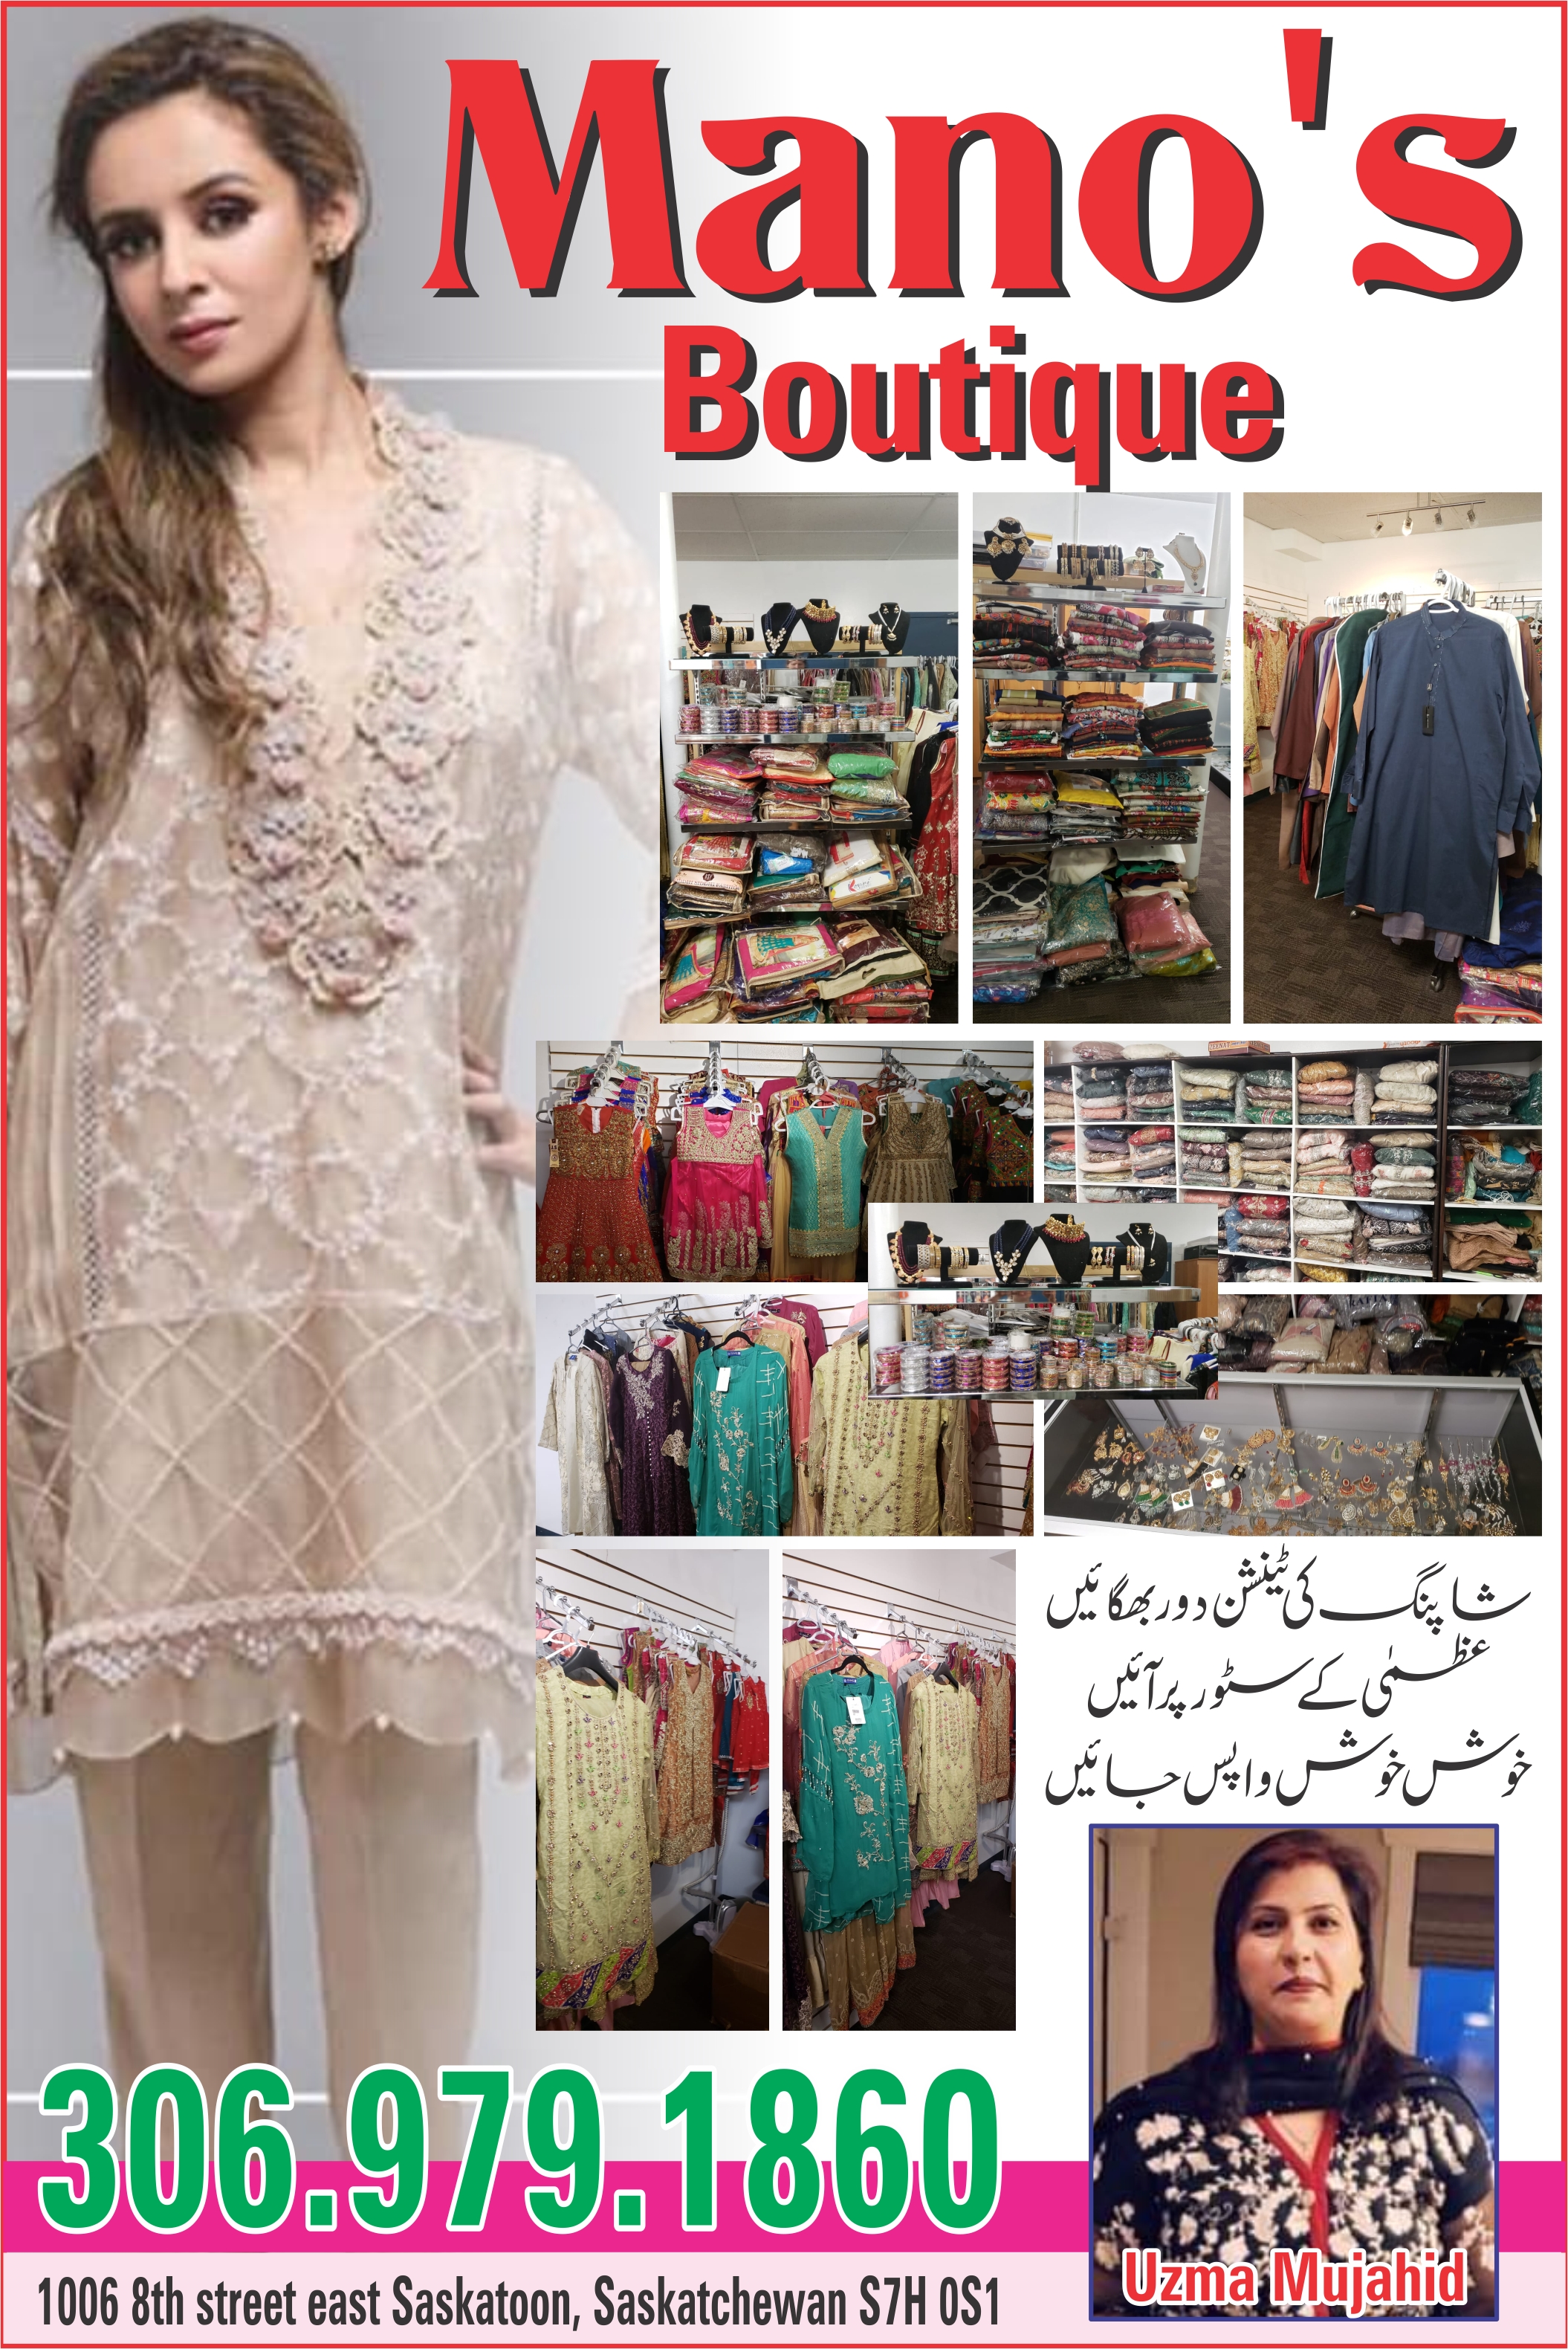 Mano's
Boutique
شاپنگ کی ٹینشن دور بھگائیں
عظمٰی کے سٹور پر آئیں
خوش خوش واپس جائیں
306.979.1860
1006 8th street east Saskatoon, Saskatchewan S7H 0S1
Uzma Mujahid